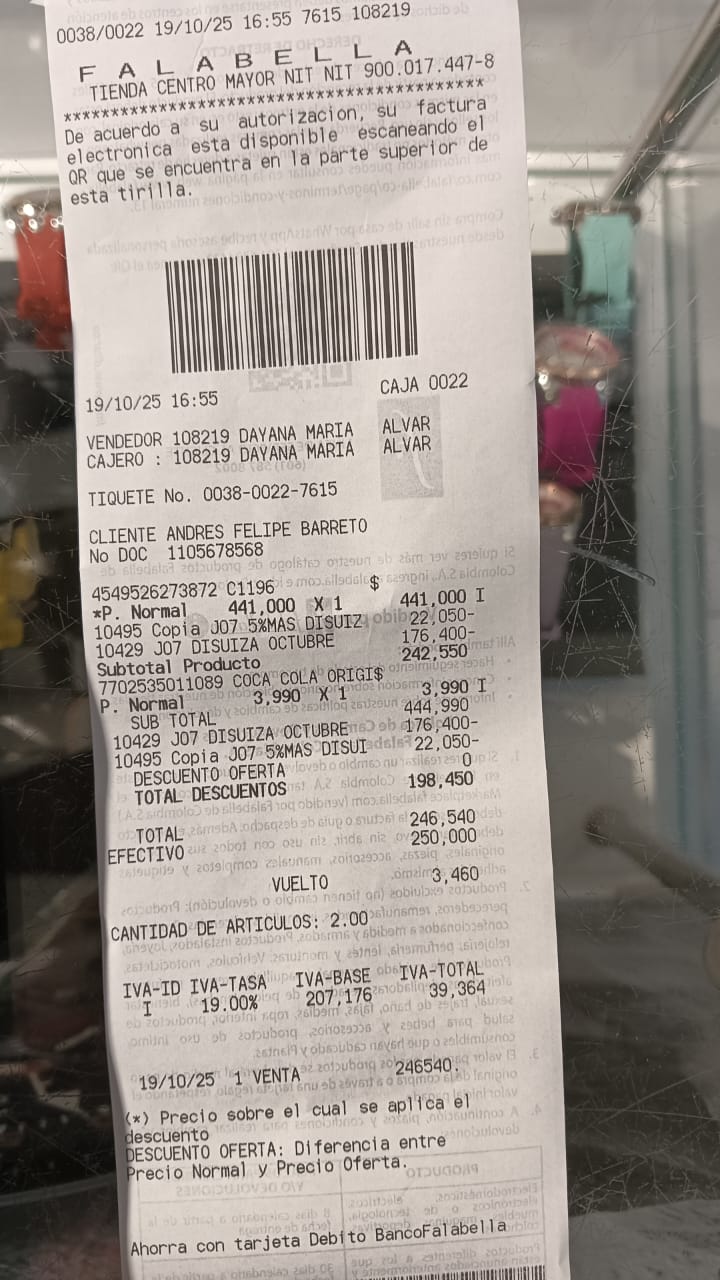 0038/0022 19/10/25 16:55 7615 108219
F A L A B E L L A
TIENDA CENTRO MAYOR NIT NIT 900.017.447-8
********************************************
De acuerdo a su autorizacion, su factura
electronica esta disponible escaneando el
QR que se encuentra en la parte superior de
esta tirilla.
19/10/25 16:55 CAJA 0022
VENDEDOR 108219 DAYANA MARIA ALVAR
CAJERO : 108219 DAYANA MARIA ALVAR
TIQUETE No. 0038-0022-7615
CLIENTE ANDRES FELIPE BARRETO
No DOC 1105678568
4549526273872 C1196 $
*P. Normal 441,000 X 1 441,000 I
10495 Copia J07 5%MAS DISUIZ 22,050-
10429 J07 DISUIZA OCTUBRE 176,400-
Subtotal Producto 242,550
7702535011089 COCA COLA ORIGI$
P. Normal 3,990 X 1 3,990 I
SUB TOTAL 444,990
10429 J07 DISUIZA OCTUBRE 176,400-
10495 Copia J07 5%MAS DISUI 22,050-
DESCUENTO OFERTA 0
TOTAL DESCUENTOS 198,450
TOTAL 246,540
EFECTIVO 250,000
VUELTO 3,460
CANTIDAD DE ARTICULOS: 2.00
IVA-ID IVA-TASA IVA-BASE IVA-TOTAL
I 19.00% 207,176 39,364
19/10/25 1 VENTA 246540.
(*) Precio sobre el cual se aplica el
descuento
DESCUENTO OFERTA: Diferencia entre
Precio Normal y Precio Oferta.
Ahorra con tarjeta Debito BancoFalabella